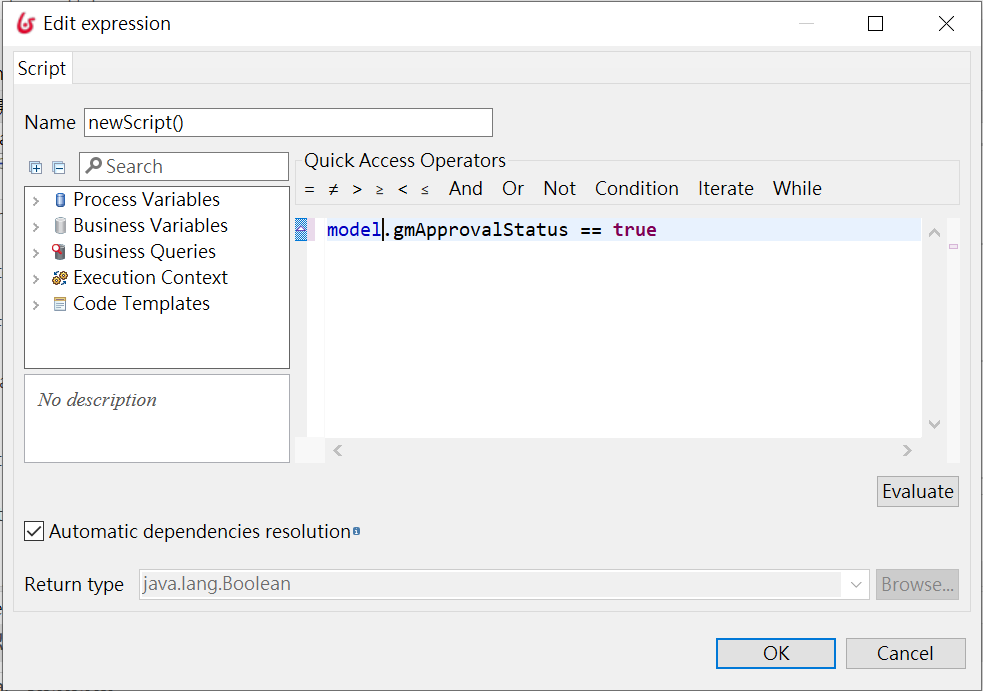 Edit expression
Script
Name newScript()
Search
Process Variables
Business Variables
Business Queries
Execution Context
Code Templates
No description
Quick Access Operators
= ≠ > ≥ < ≤ And Or Not Condition Iterate While
model.gmApprovalStatus == true
Evaluate
Automatic dependencies resolution
Return type java.lang.Boolean Browse...
OK Cancel